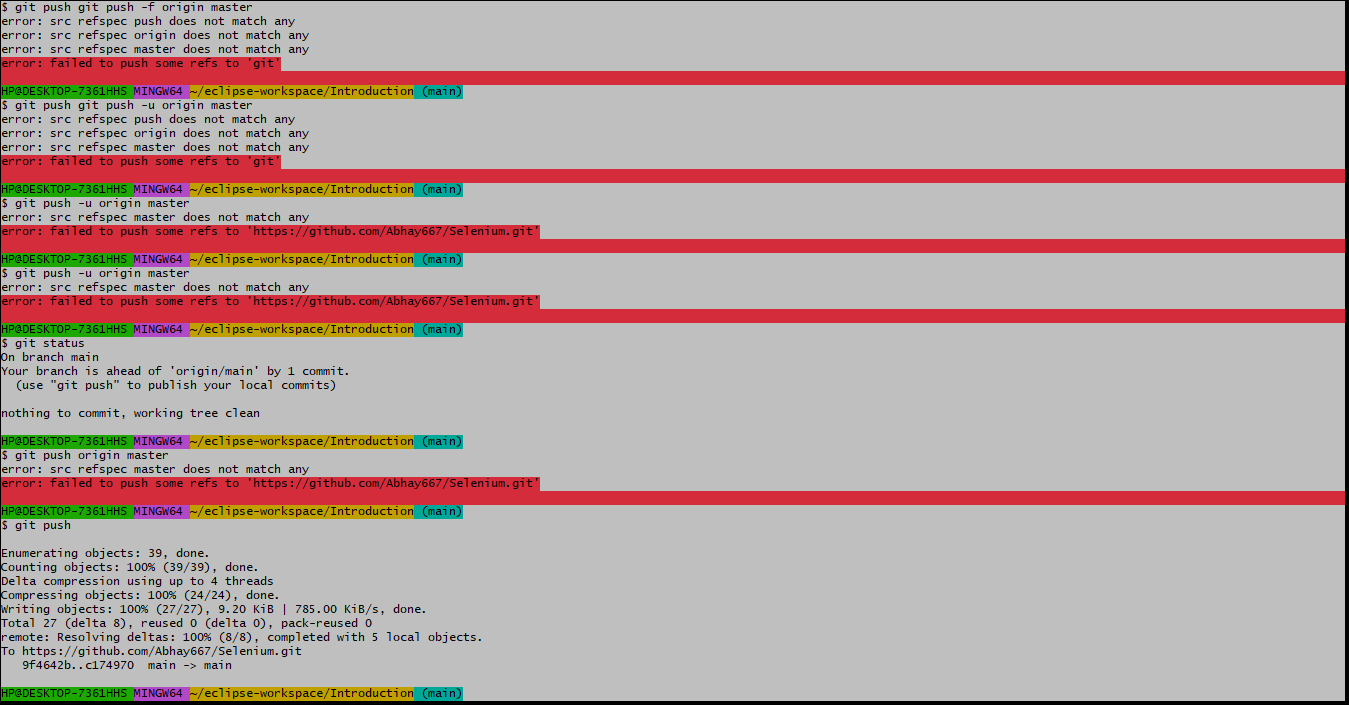 $ git push git push -f origin master
error: src refspec push does not match any
error: src refspec origin does not match any
error: src refspec master does not match any
error: failed to push some refs to 'git'
HP@DESKTOP-7361HHS MINGW64 ~/eclipse-workspace/Introduction (main)
$ git push git push -u origin master
error: src refspec push does not match any
error: src refspec origin does not match any
error: src refspec master does not match any
error: failed to push some refs to 'git'
HP@DESKTOP-7361HHS MINGW64 ~/eclipse-workspace/Introduction (main)
$ git push -u origin master
error: src refspec master does not match any
error: failed to push some refs to 'https://github.com/Abhay667/Selenium.git'
HP@DESKTOP-7361HHS MINGW64 ~/eclipse-workspace/Introduction (main)
$ git push -u origin master
error: src refspec master does not match any
error: failed to push some refs to 'https://github.com/Abhay667/Selenium.git'
HP@DESKTOP-7361HHS MINGW64 ~/eclipse-workspace/Introduction (main)
$ git status
On branch main
Your branch is ahead of 'origin/main' by 1 commit.
  (use "git push" to publish your local commits)
nothing to commit, working tree clean
HP@DESKTOP-7361HHS MINGW64 ~/eclipse-workspace/Introduction (main)
$ git push origin master
error: src refspec master does not match any
error: failed to push some refs to 'https://github.com/Abhay667/Selenium.git'
HP@DESKTOP-7361HHS MINGW64 ~/eclipse-workspace/Introduction (main)
$ git push
Enumerating objects: 39, done.
Counting objects: 100% (39/39), done.
Delta compression using up to 4 threads
Compressing objects: 100% (24/24), done.
Writing objects: 100% (27/27), 9.20 KiB | 785.00 KiB/s, done.
Total 27 (delta 8), reused 0 (delta 0), pack-reused 0
remote: Resolving deltas: 100% (8/8), completed with 5 local objects.
To https://github.com/Abhay667/Selenium.git
   9f4642b..c174970  main -> main
HP@DESKTOP-7361HHS MINGW64 ~/eclipse-workspace/Introduction (main)